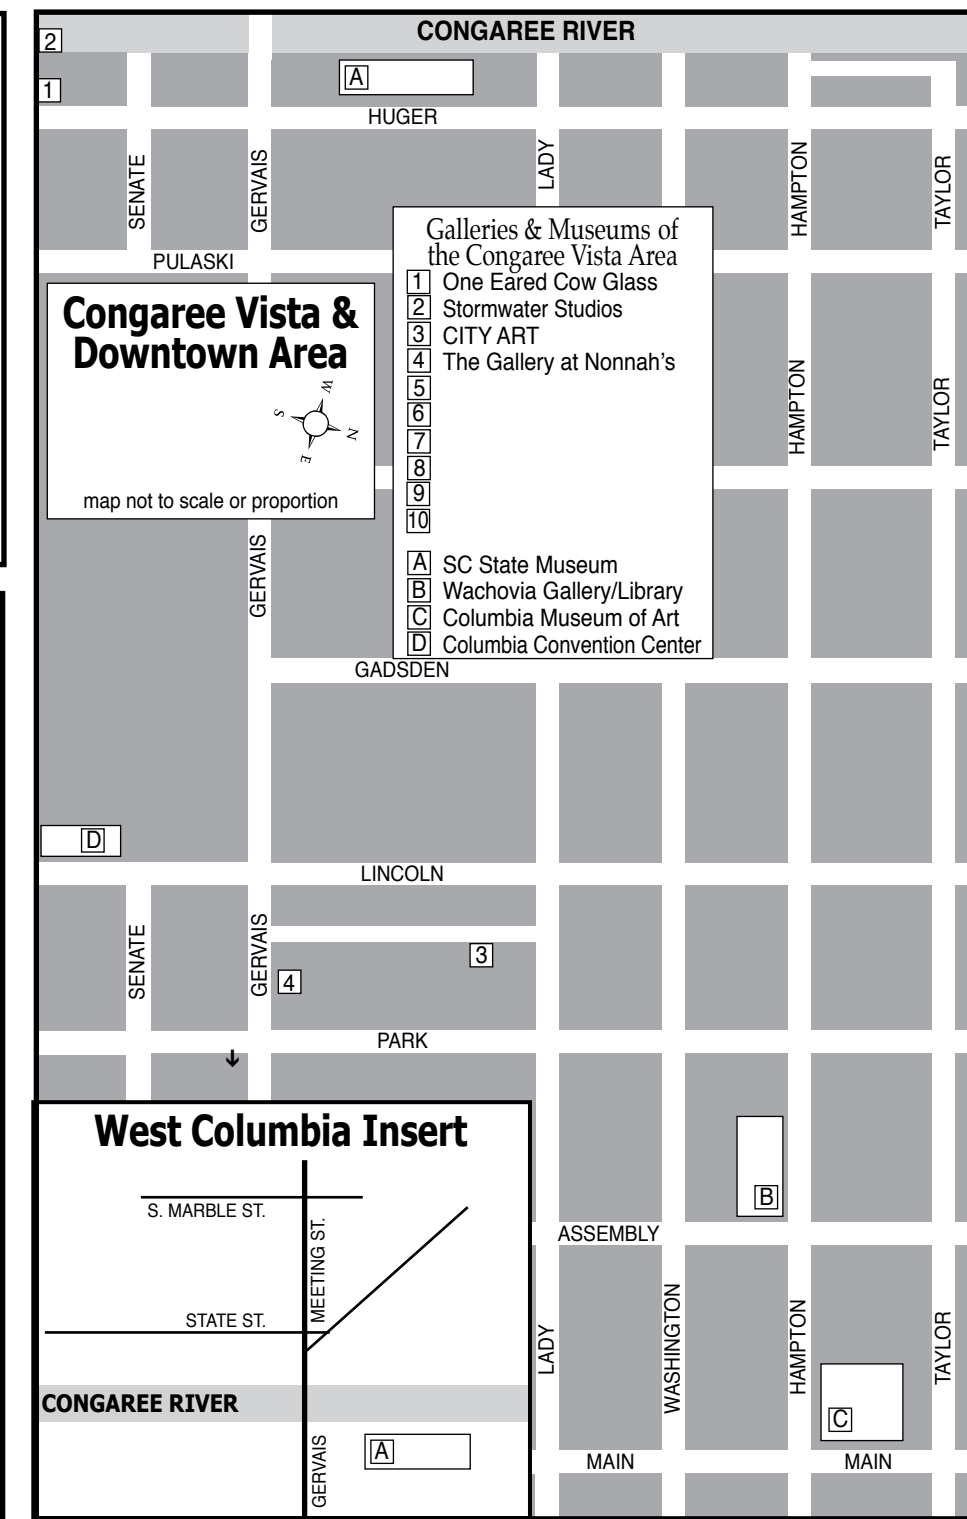 CONGAREE RIVER
2
1
A
HUGER
SENATE
GERVAIS
LADY
HAMPTON
TAYLOR
PULASKI
Galleries & Museums of
the Congaree Vista Area
1 One Eared Cow Glass
2 Stormwater Studios
3 CITY ART
4 The Gallery at Nonnah's
5
6
7
8
9
10
A SC State Museum
B Wachovia Gallery/Library
C Columbia Museum of Art
D Columbia Convention Center
Congaree Vista &
Downtown Area
W
S
N
E
map not to scale or proportion
HAMPTON
TAYLOR
GERVAIS
GADSDEN
D
LINCOLN
SENATE
GERVAIS
3
4
PARK
West Columbia Insert
S. MARBLE ST.
MEETING ST.
STATE ST.
CONGAREE RIVER
GERVAIS
A
B
ASSEMBLY
LADY
WASHINGTON
HAMPTON
TAYLOR
C
MAIN
MAIN